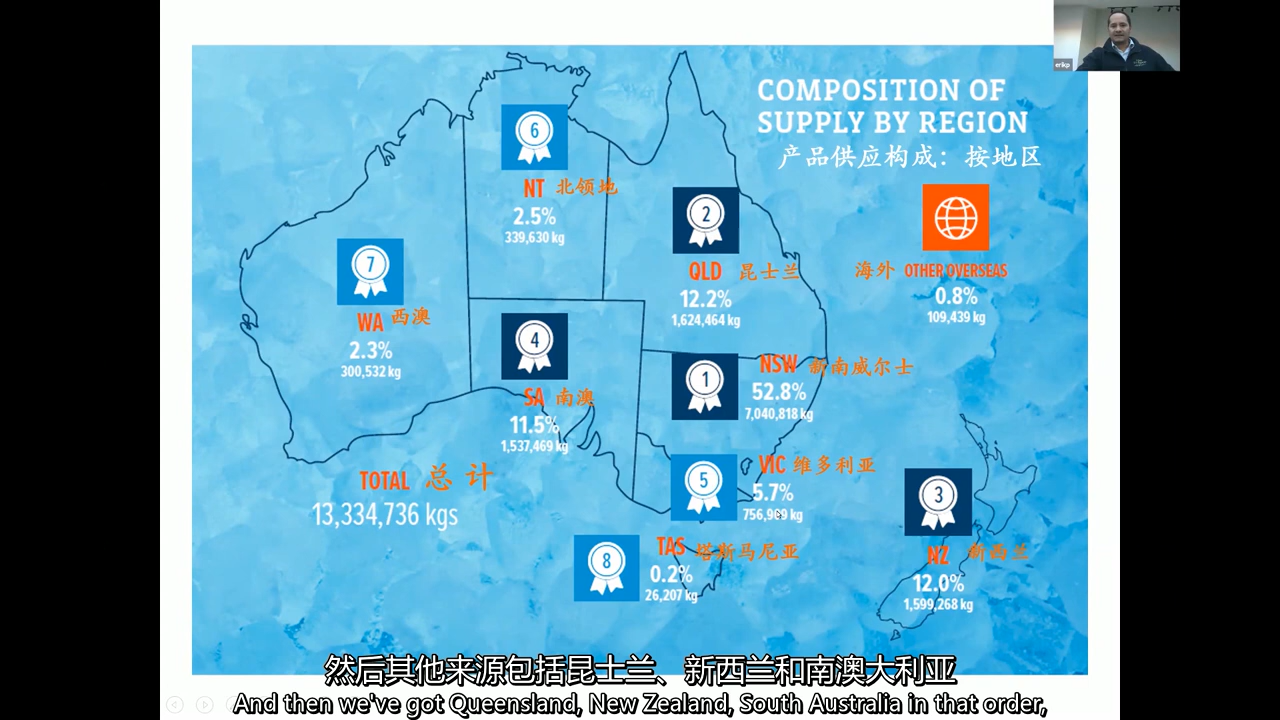 erikp
COMPOSITION OF
SUPPLY BY REGION
产品供应构成：按地区
6
NT 北领地
2.5%
339,630 kg
2
QLD 昆士兰
12.2%
1,624,464 kg
海外 OTHER OVERSEAS
0.8%
109,439 kg
7
WA 西澳
2.3%
300,532 kg
4
SA 南澳
11.5%
1,537,469 kg
1
NSW 新南威尔士
52.8%
7,040,818 kg
TOTAL 总计
13,334,736 kgs
5
VIC 维多利亚
5.7%
3
NZ 新西兰
12.0%
1,599,268 kg
8
TAS 塔斯马尼亚
0.2%
26,207 kg
然后其他来源包括昆士兰、新西兰和南澳大利亚
And then we've got Queensland, New Zealand, South Australia in that order,